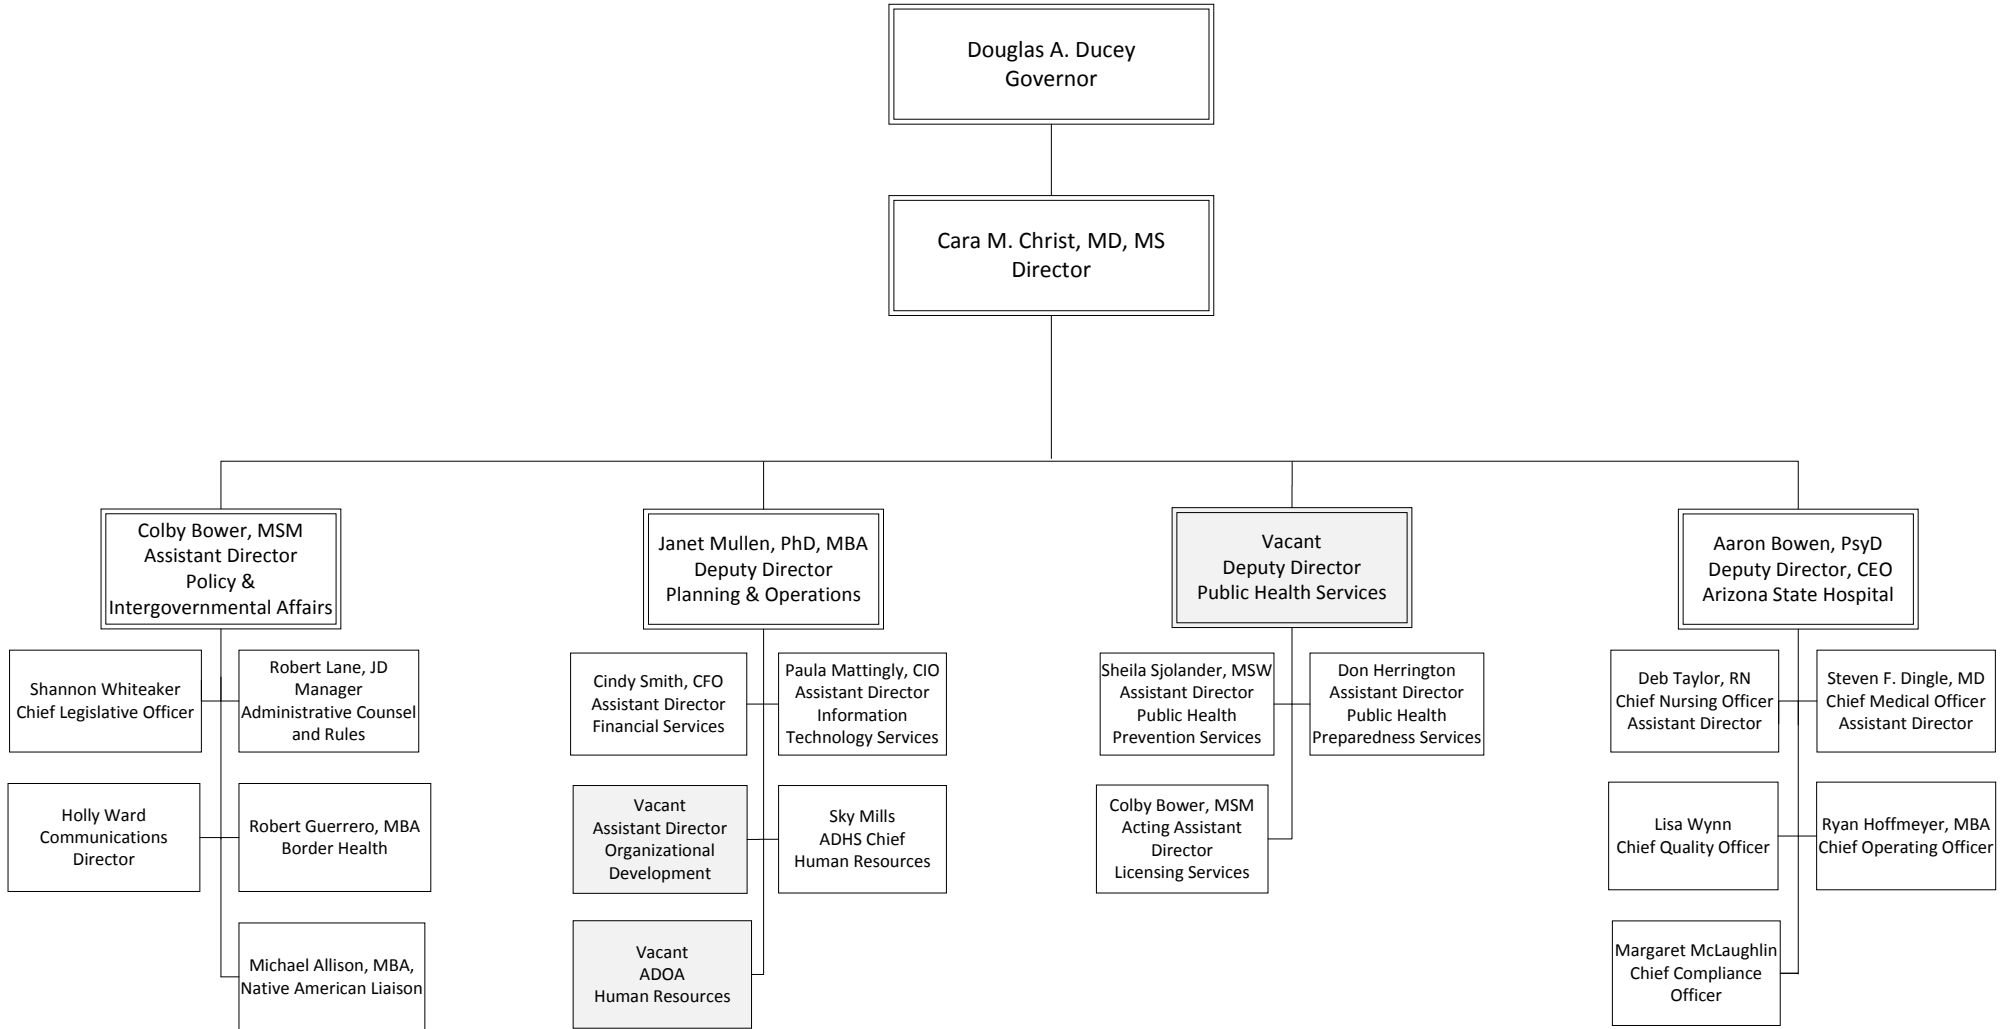 Douglas A. Ducey
Governor
Cara M. Christ, MD, MS
Director
Colby Bower, MSM
Assistant Director
Policy &
Intergovernmental Affairs
Janet Mullen, PhD, MBA
Deputy Director
Planning & Operations
Vacant
Deputy Director
Public Health Services
Aaron Bowen, PsyD
Deputy Director, CEO
Arizona State Hospital
Shannon Whiteaker
Chief Legislative Officer
Robert Lane, JD
Manager
Administrative Counsel
and Rules
Holly Ward
Communications
Director
Robert Guerrero, MBA
Border Health
Michael Allison, MBA,
Native American Liaison
Cindy Smith, CFO
Assistant Director
Financial Services
Paula Mattingly, CIO
Assistant Director
Information
Technology Services
Vacant
Assistant Director
Organizational
Development
Sky Mills
ADHS Chief
Human Resources
Vacant
ADOA
Human Resources
Sheila Sjolander, MSW
Assistant Director
Public Health
Prevention Services
Don Herrington
Assistant Director
Public Health
Preparedness Services
Colby Bower, MSM
Acting Assistant
Director
Licensing Services
Deb Taylor, RN
Chief Nursing Officer
Assistant Director
Steven F. Dingle, MD
Chief Medical Officer
Assistant Director
Lisa Wynn
Chief Quality Officer
Ryan Hoffmeyer, MBA
Chief Operating Officer
Margaret McLaughlin
Chief Compliance
Officer